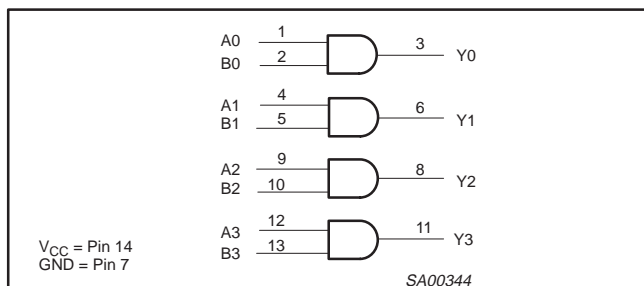 A0 1 3 Y0
B0 2
A1 4 6 Y1
B1 5
A2 9 8 Y2
B2 10
A3 12 11 Y3
B3 13
VCC = Pin 14
GND = Pin 7
SA00344